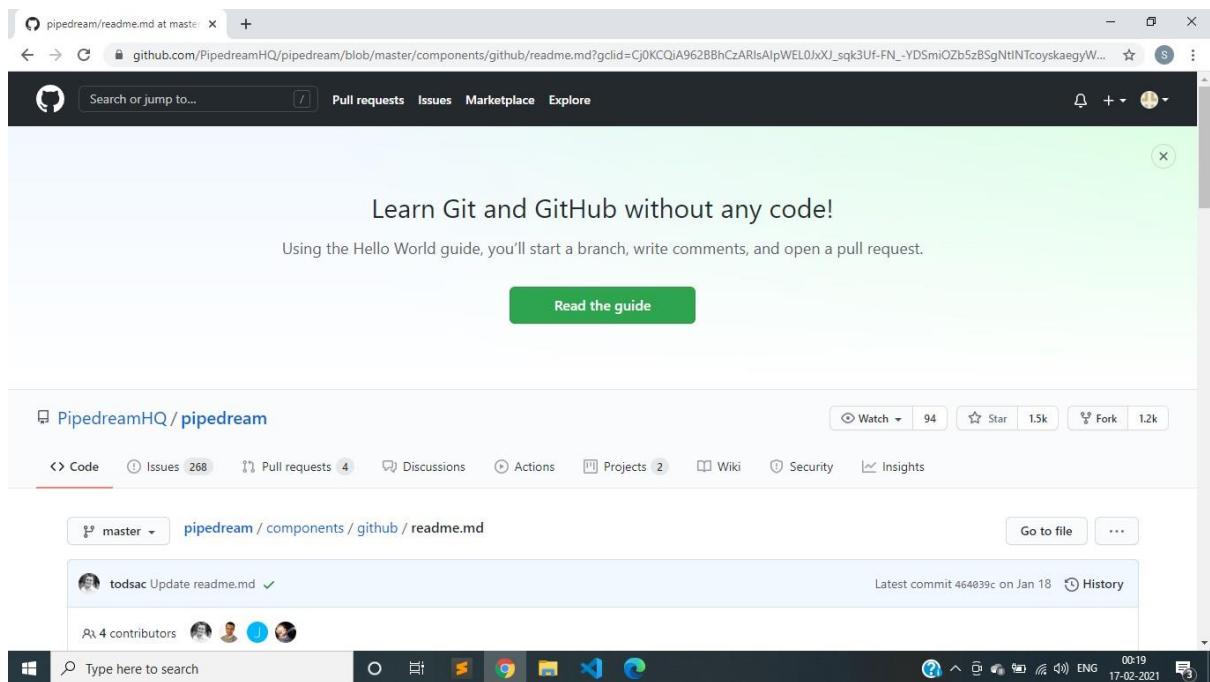 pipedream/readme.md at master
github.com/PipedreamHQ/pipedream/blob/master/components/github/readme.md?gclid=Cj0KCQiA962BBhCzARIsAIpWEL0JxXJ_sqk3Uf-FN_-YDSmiOZb5zBSgNtINTcoyskaegyW...
S
Search or jump to...
/
Pull requests Issues Marketplace Explore
Learn Git and GitHub without any code!
Using the Hello World guide, you’ll start a branch, write comments, and open a pull request.
Read the guide
PipedreamHQ / pipedream
Watch 94 Star 1.5k Fork 1.2k
<> Code Issues 268 Pull requests 4 Discussions Actions Projects 2 Wiki Security Insights
master pipedream / components / github / readme.md Go to file ...
todsac Update readme.md Latest commit 464039c on Jan 18 History
4 contributors J
Type here to search ENG 00:19
17-02-2021
3